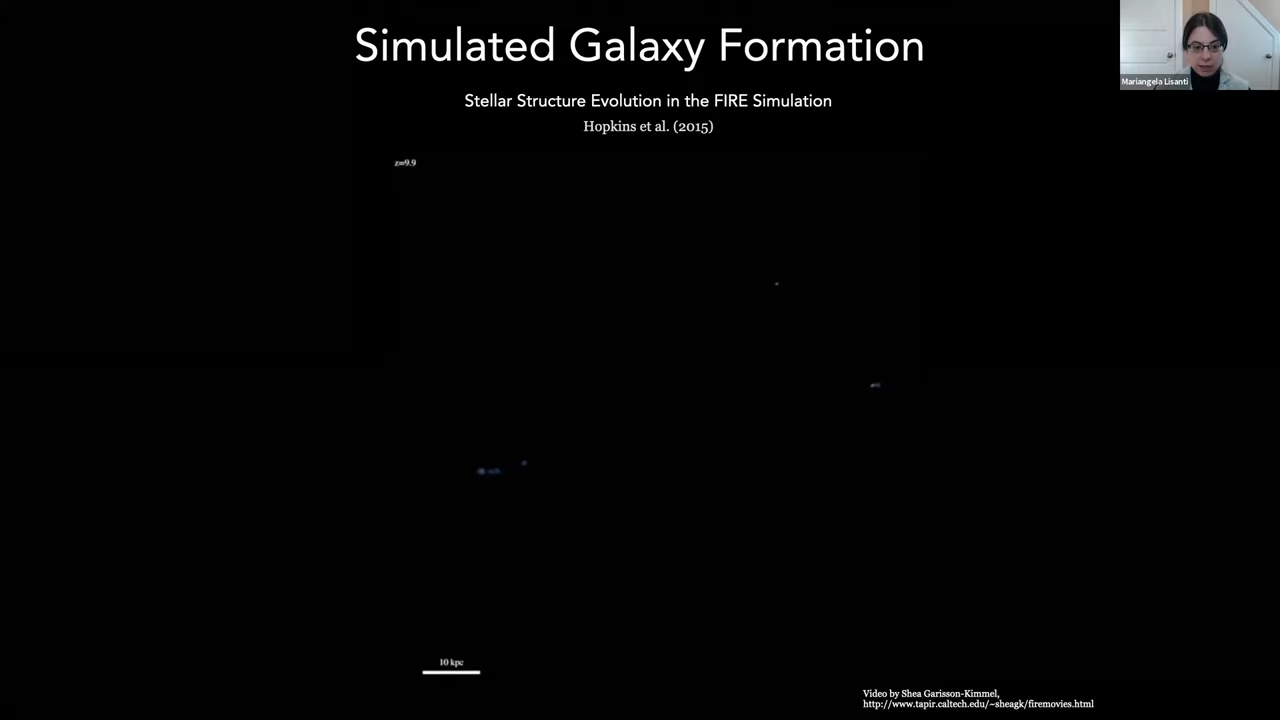 Simulated Galaxy Formation
Mariangela Lisanti
Stellar Structure Evolution in the FIRE Simulation
Hopkins et al. (2015)
z=9.9
10 kpc
Video by Shea Garisson-Kimmel,
http://www.tapir.caltech.edu/~sheagk/firemovies.html